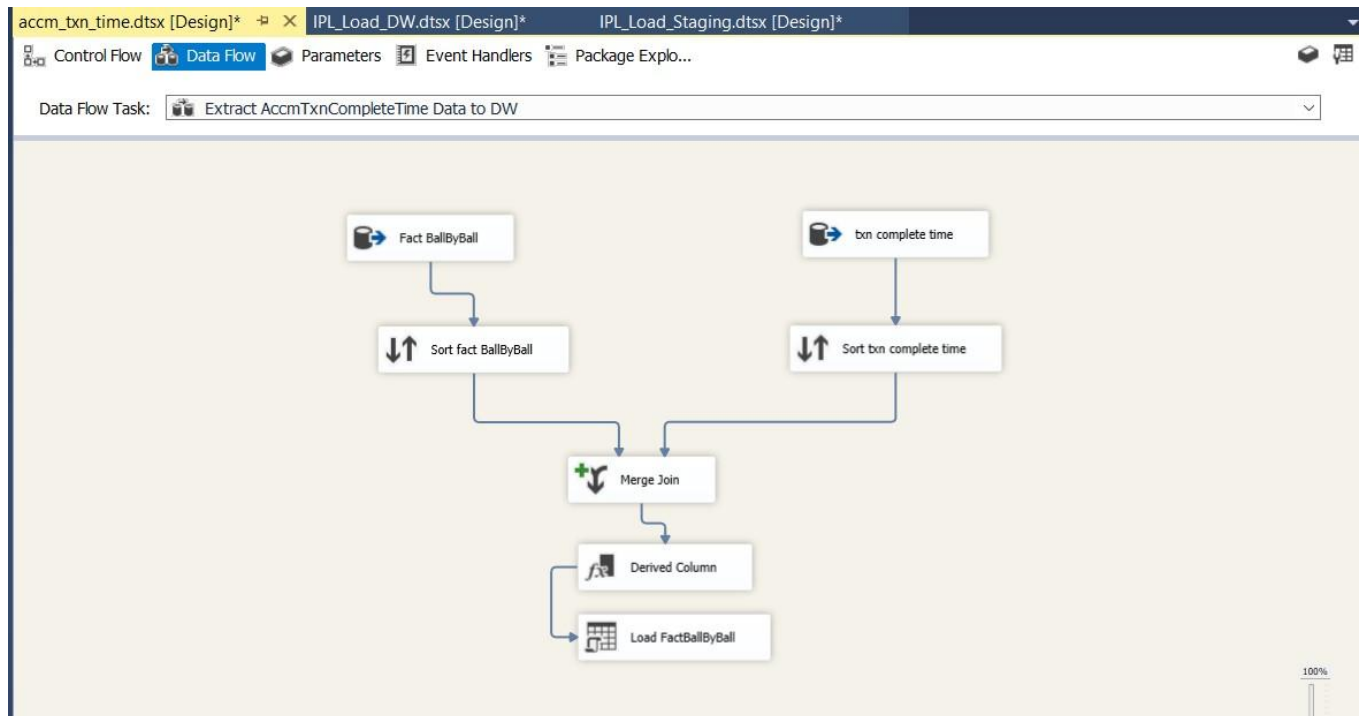 accm_txn_time.dtsx [Design]* IPL_Load_DW.dtsx [Design]* IPL_Load_Staging.dtsx [Design]*
Control Flow Data Flow Parameters Event Handlers Package Explo...
Data Flow Task: Extract AccmTxnCompleteTime Data to DW
Fact BallByBall txn complete time
Sort fact BallByBall Sort txn complete time
Merge Join
Derived Column
Load FactBallByBall
100%